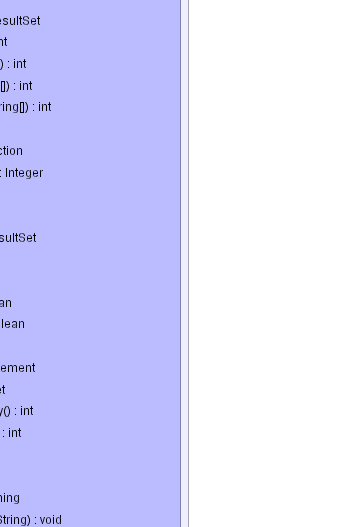 esultSet
nt
) : int
[]) : int
ring[]) : int
ction
: Integer
sultSet
an
lean
ement
et
y() : int
: int
ning
String) : void